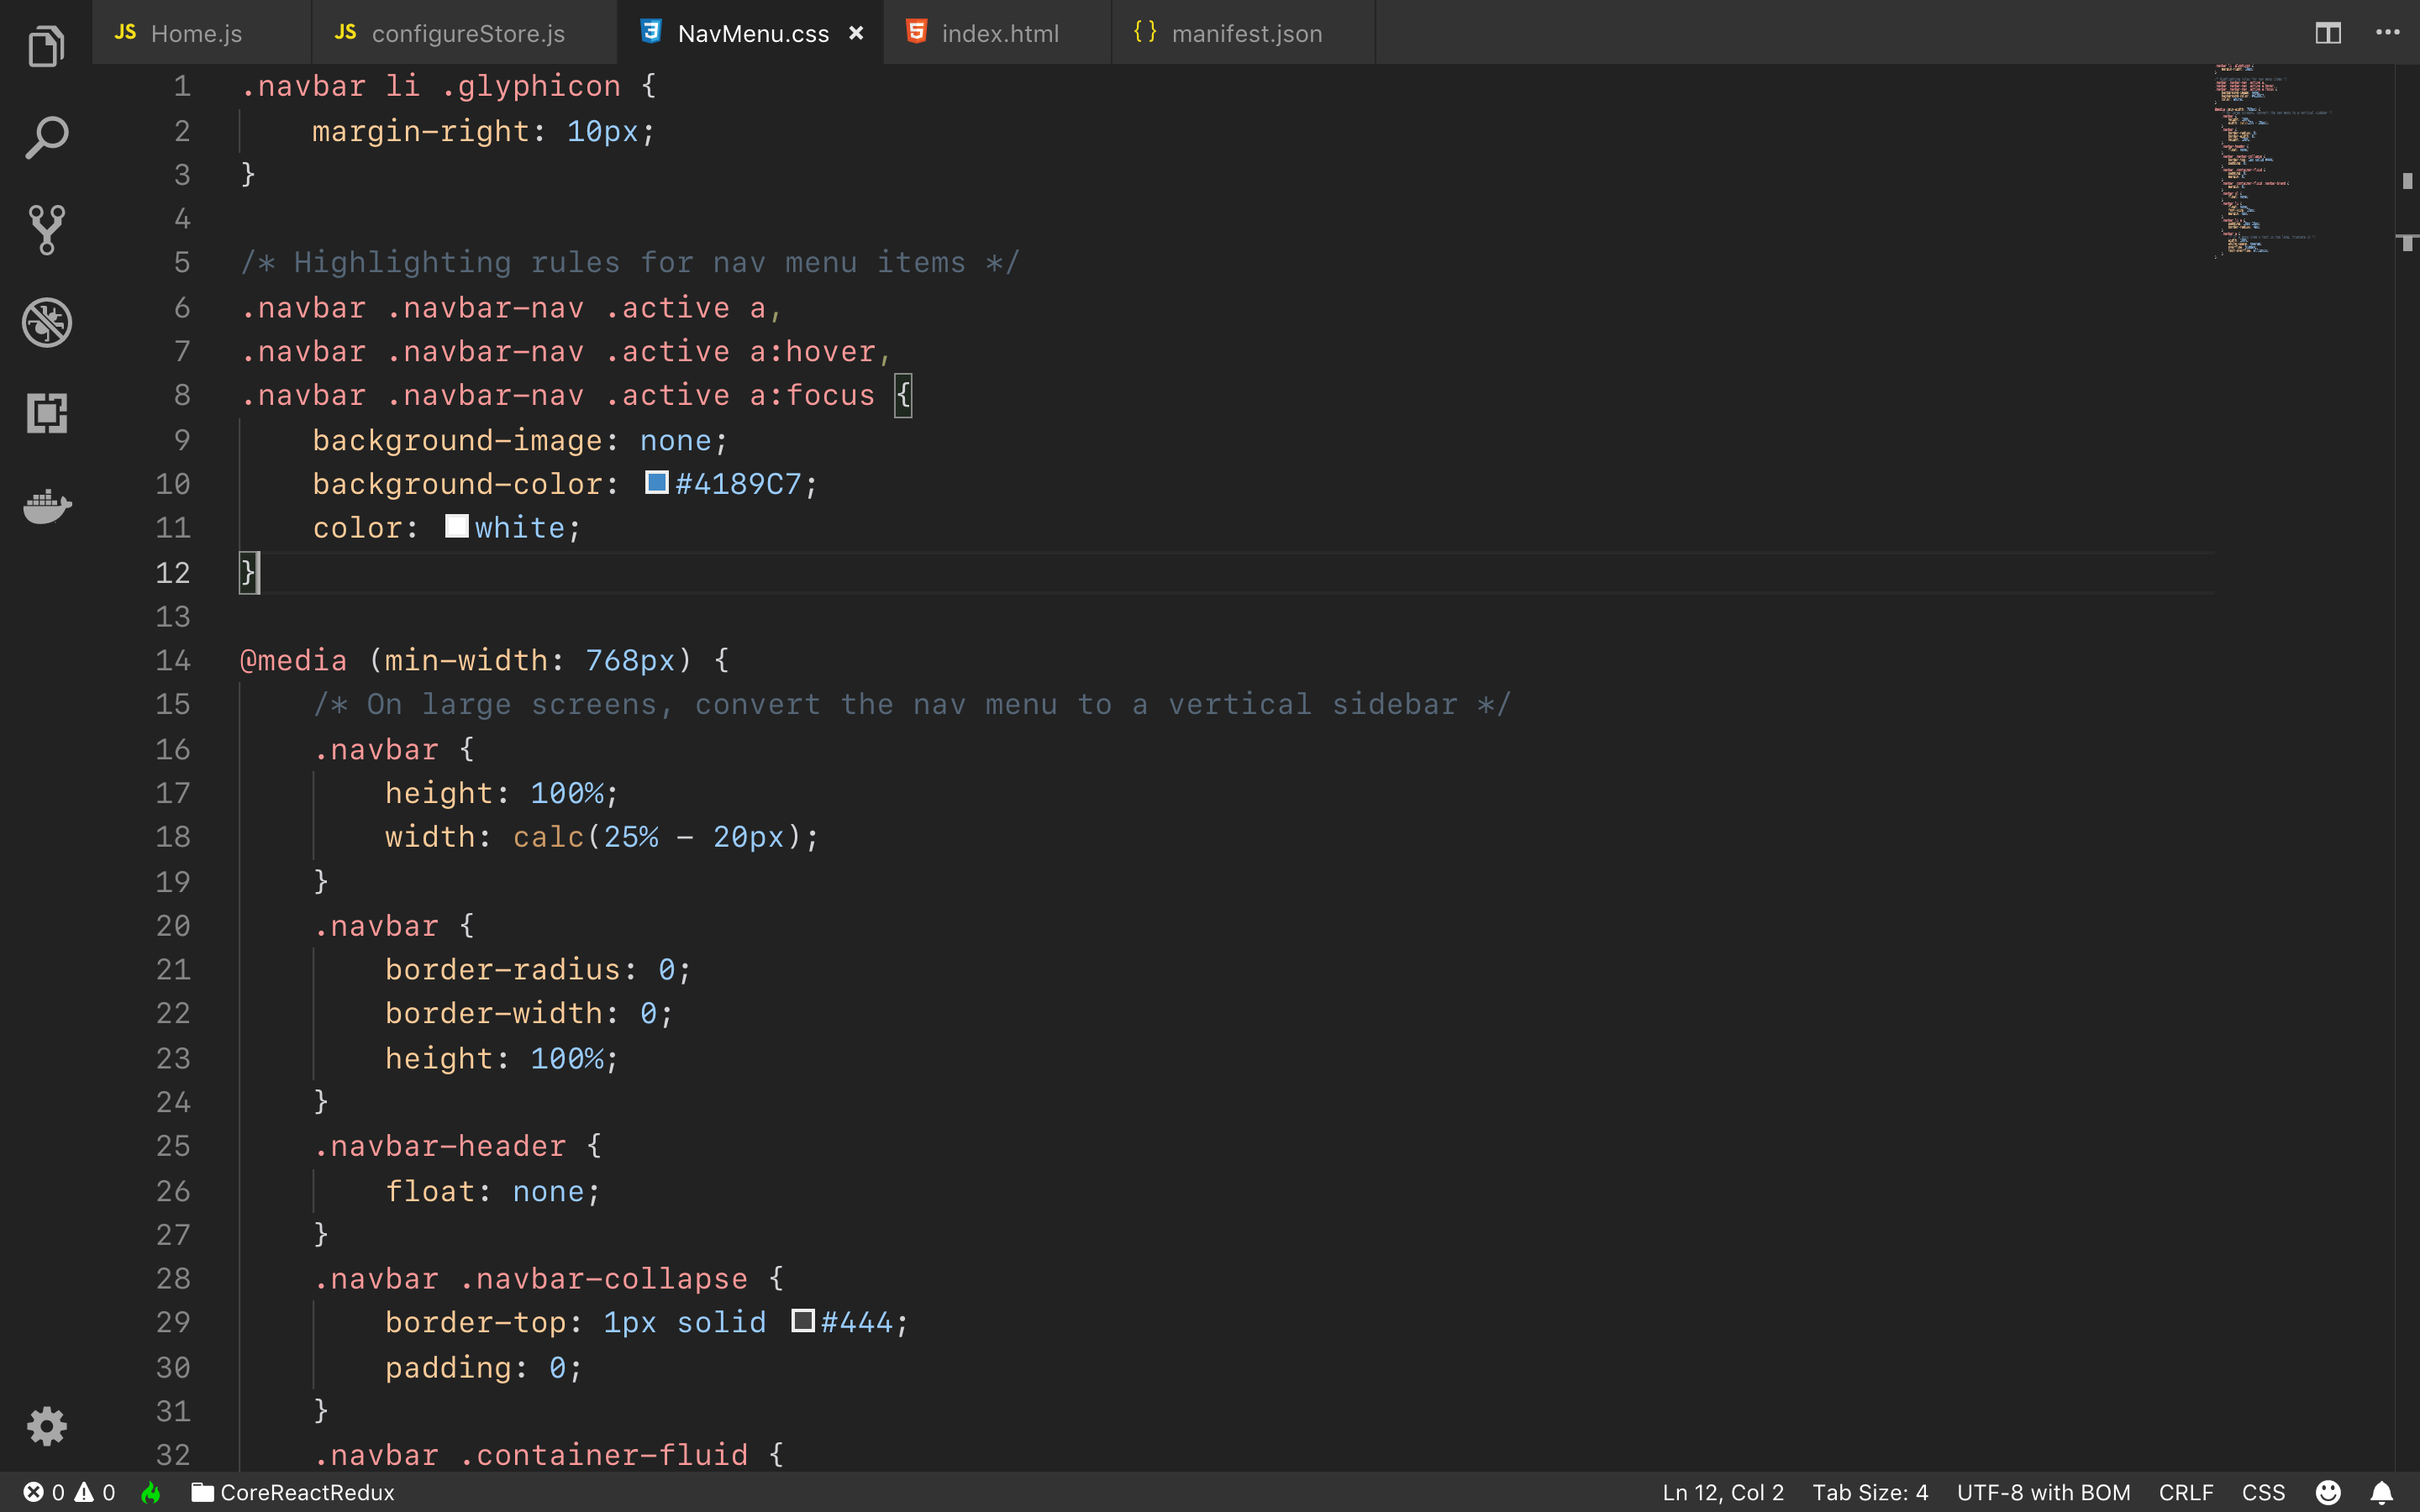 JS Home.js JS configureStore.js 3 NavMenu.css × 5 index.html {} manifest.json ...
1 .navbar li .glyphicon {
2 margin-right: 10px;
3 }
4
5 /* Highlighting rules for nav menu items */
6 .navbar .navbar-nav .active a,
7 .navbar .navbar-nav .active a:hover,
8 .navbar .navbar-nav .active a:focus {
9 background-image: none;
10 background-color: #4189C7;
11 color: white;
12 }
13
14 @media (min-width: 768px) {
15 /* On large screens, convert the nav menu to a vertical sidebar */
16 .navbar {
17 height: 100%;
18 width: calc(25% - 20px);
19 }
20 .navbar {
21 border-radius: 0;
22 border-width: 0;
23 height: 100%;
24 }
25 .navbar-header {
26 float: none;
27 }
28 .navbar .navbar-collapse {
29 border-top: 1px solid #444;
30 padding: 0;
31 }
32 .navbar .container-fluid {
0 0 CoreReactRedux Ln 12, Col 2 Tab Size: 4 UTF-8 with BOM CRLF CSS